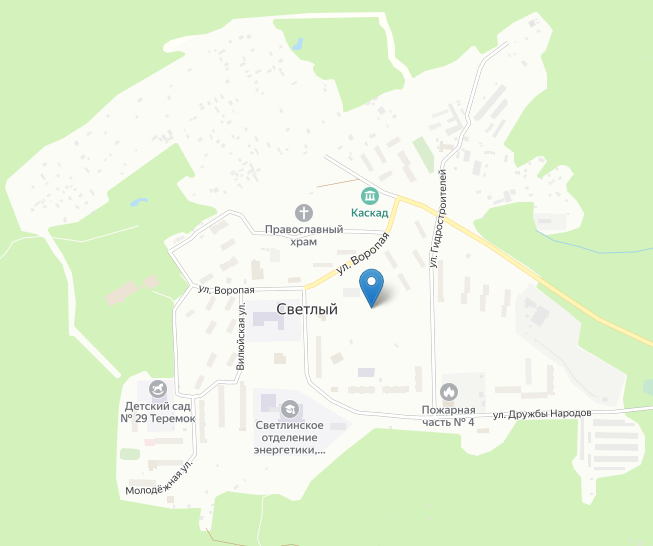 ул. Гидростроителей
Каскад
Православный
храм
ул. Воропая
ул. Воропая
Светлый
Вилюйская ул.
Детский сад
№ 29 Теремок
Светлинское
отделение
энергетики,...
Пожарная
часть № 4
ул. Дружбы Народов
Молодёжная ул.